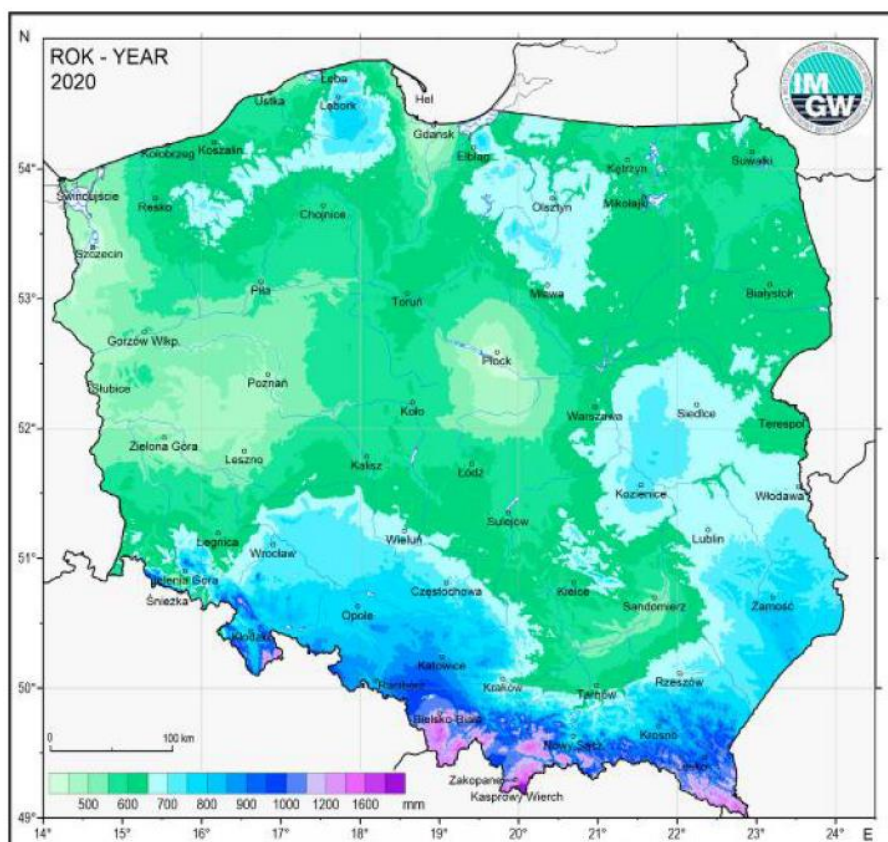 N
ROK - YEAR
2020
IM
GW
Łeba
Ustka
Lębork
Hel
Gdańsk
Koszalin
Kołobrzeg
Elbląg
Kętrzyn
Suwałki
54°
Świnoujście
Resko
Chojnice
Olsztyn
Mikołajki
Szczecin
Piła
Toruń
Mława
Białystok
53°
Gorzów Wlkp.
Płock
Słubice
Poznań
Koło
Warszawa
Siedlce
Terespol
52°
Zielona Góra
Leszno
Kalisz
Łódź
Kozienice
Włodawa
Sulejów
Legnica
Wrocław
Wieluń
Lublin
51°
Jelenia Góra
Śnieżka
Częstochowa
Kielce
Sandomierz
Zamość
Opole
Kłodzko
Katowice
Racibórz
Kraków
Tarnów
Rzeszów
50°
Bielsko-Biała
Nowy Sącz
Krosno
Lesko
0
100 km
Zakopane
Kasprowy Wierch
500 600 700 800 900 1000 1200 1600 mm
49°
14° 15° 16° 17° 18° 19° 20° 21° 22° 23° 24° E